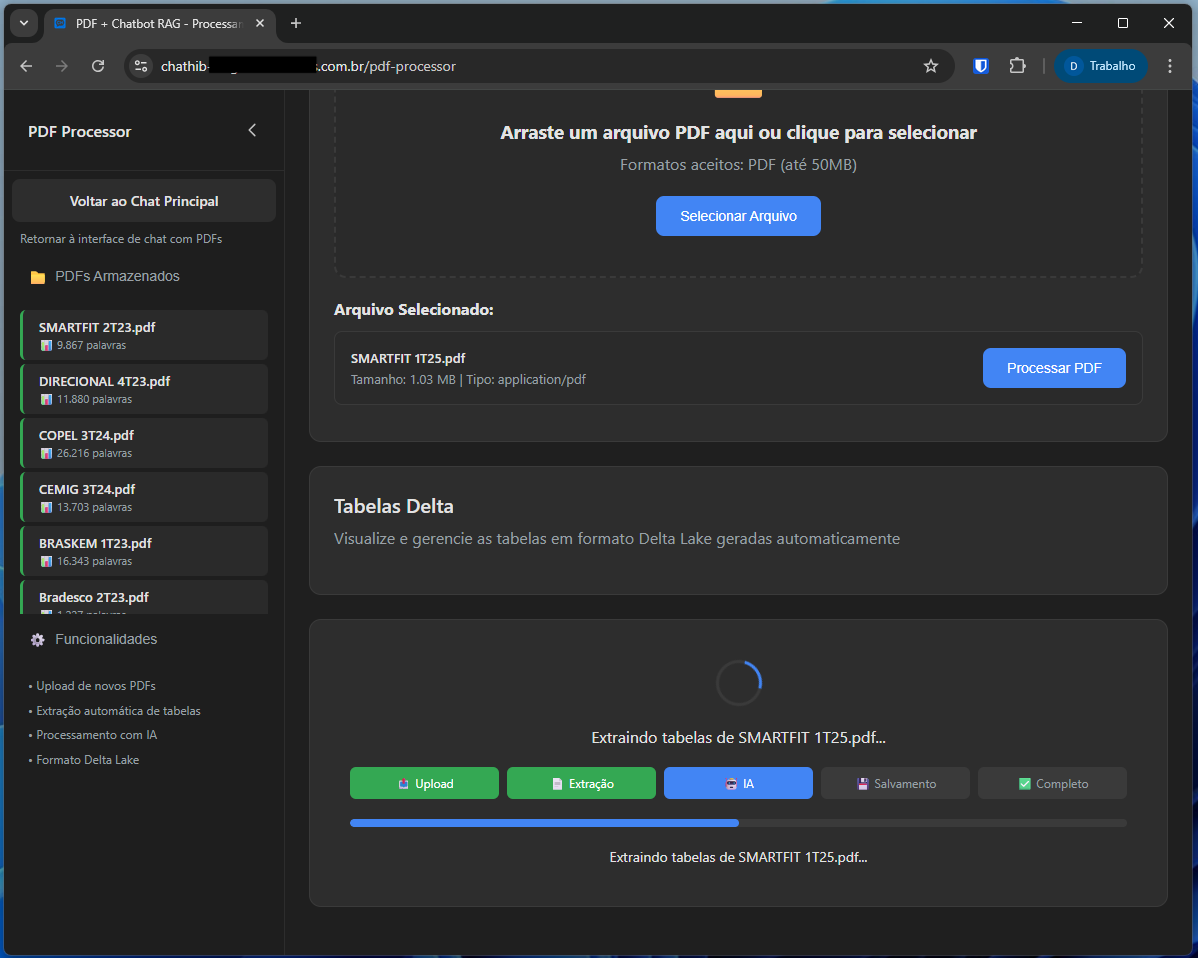 PDF + Chatbot RAG - Processan
chathib-
s.com.br/pdf-processor
D Trabalho
PDF Processor
Voltar ao Chat Principal
Retornar à interface de chat com PDFs
PDFs Armazenados
SMARTFIT 2T23.pdf
9.867 palavras
DIRECIONAL 4T23.pdf
11.880 palavras
COPEL 3T24.pdf
26.216 palavras
CEMIG 3T24.pdf
13.703 palavras
BRASKEM 1T23.pdf
16.343 palavras
Bradesco 2T23.pdf
Funcionalidades
• Upload de novos PDFs
• Extração automática de tabelas
• Processamento com IA
• Formato Delta Lake
Arraste um arquivo PDF aqui ou clique para selecionar
Formatos aceitos: PDF (até 50MB)
Selecionar Arquivo
Arquivo Selecionado:
SMARTFIT 1T25.pdf
Tamanho: 1.03 MB | Tipo: application/pdf
Processar PDF
Tabelas Delta
Visualize e gerencie as tabelas em formato Delta Lake geradas automaticamente
Extraindo tabelas de SMARTFIT 1T25.pdf...
Upload
Extração
IA
Salvamento
Completo
Extraindo tabelas de SMARTFIT 1T25.pdf...